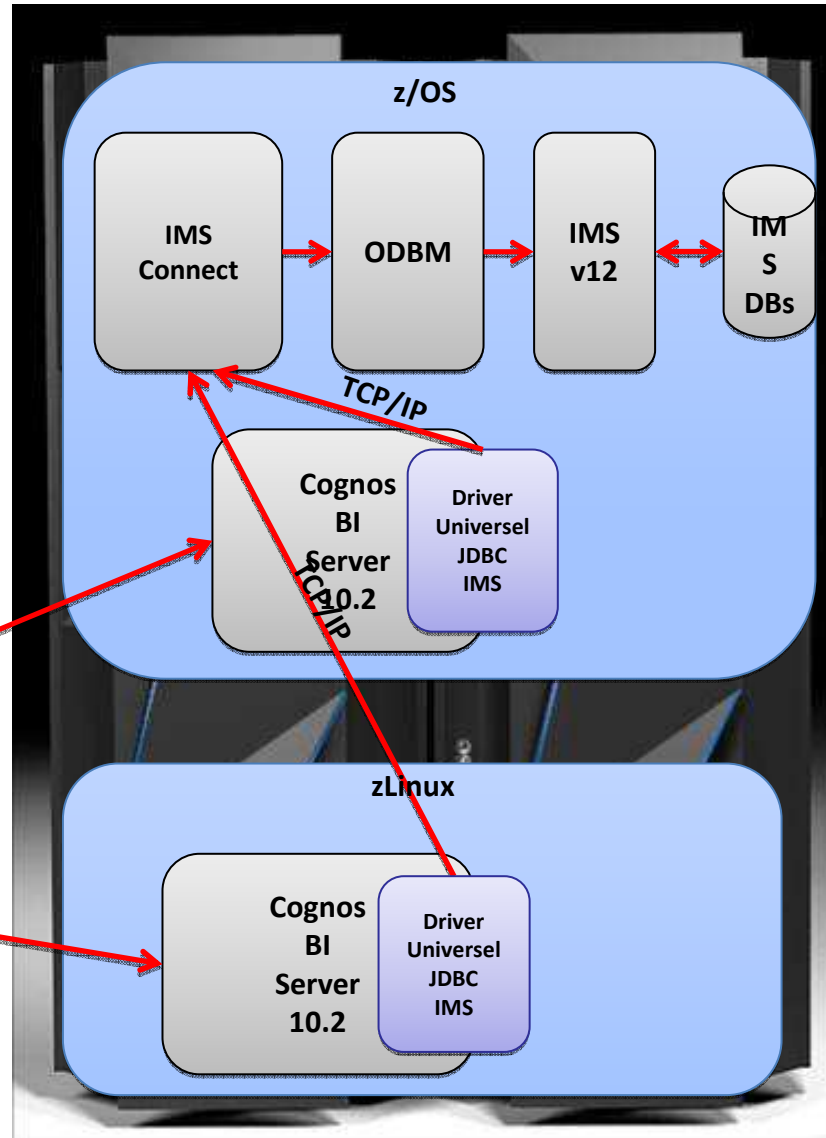 z/OS
IMS
Connect
ODBM
IMS
v12
IM
S
DBs
TCP/IP
Cognos
BI
Server
10.2
Driver
Universel
JDBC
IMS
TCP/IP
zLinux
Cognos
BI
Server
10.2
Driver
Universel
JDBC
IMS